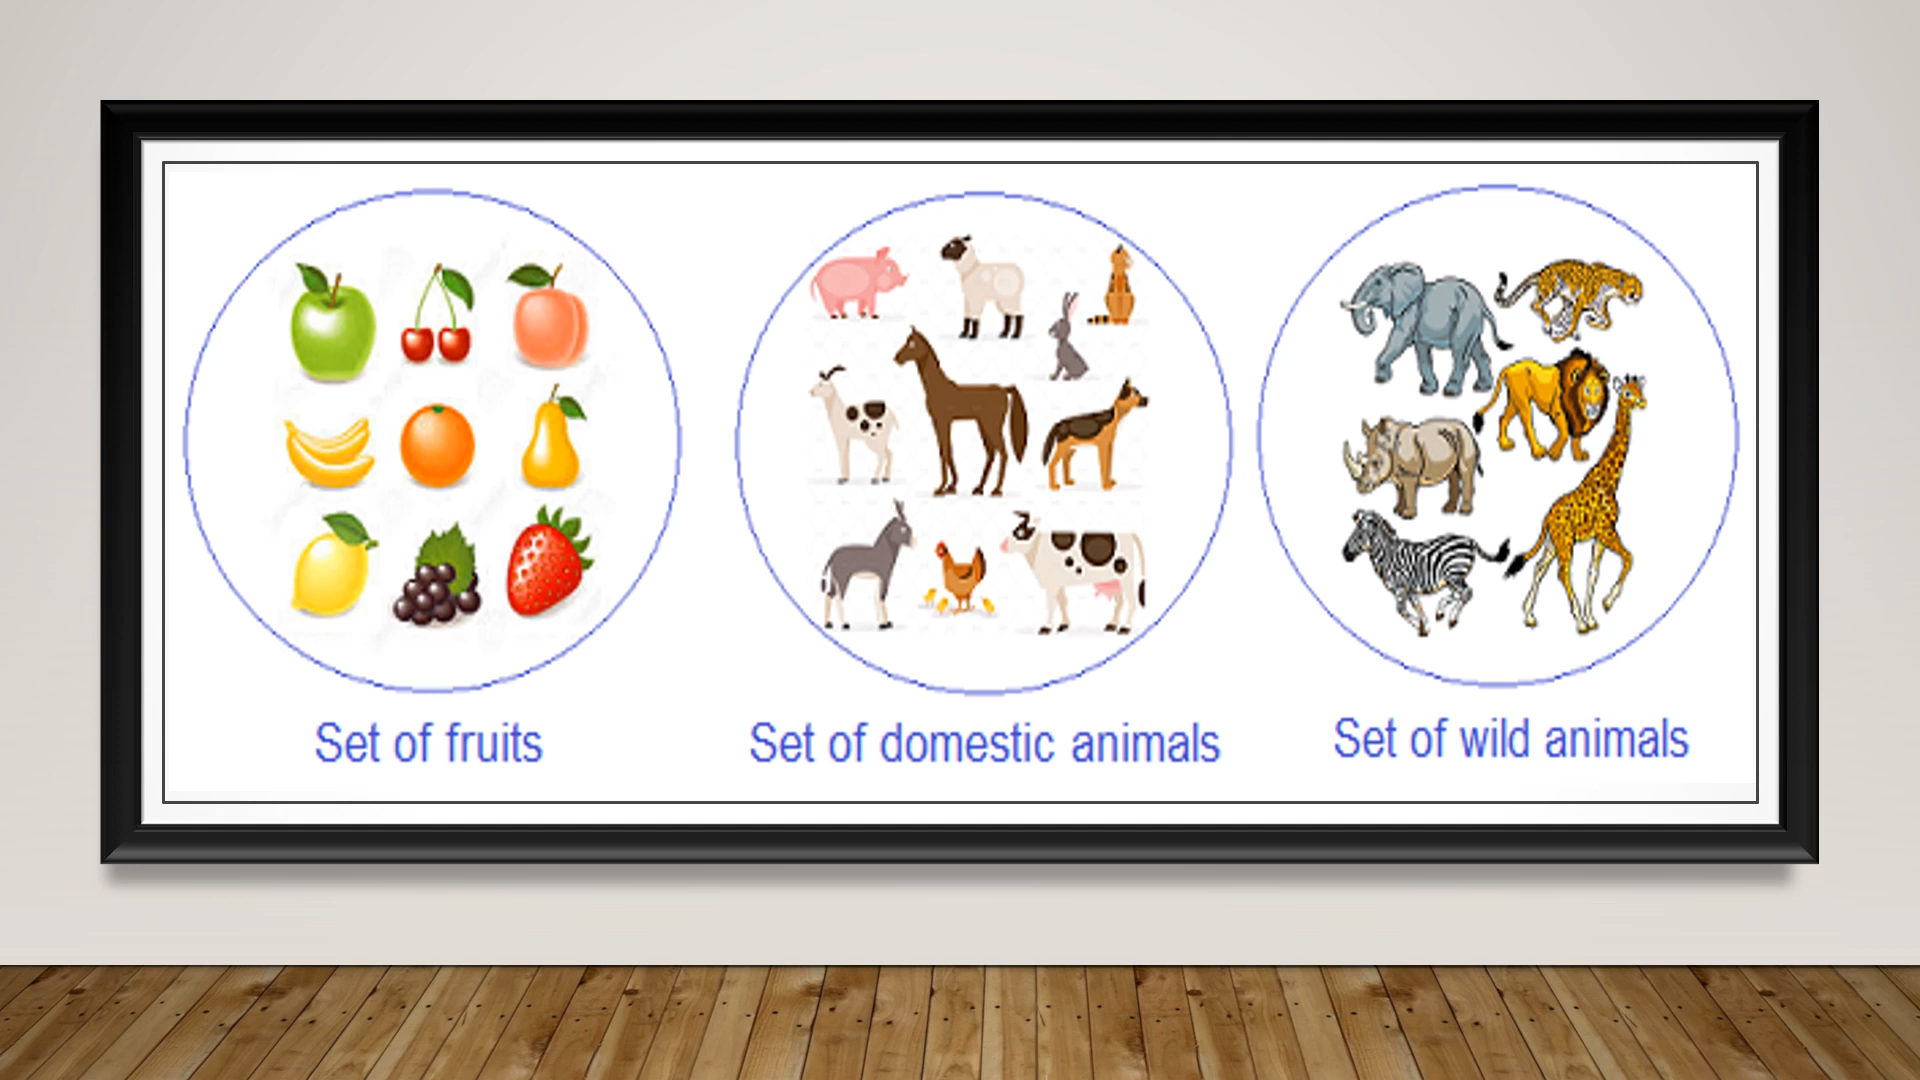 Set of fruits
Set of domestic animals
Set of wild animals